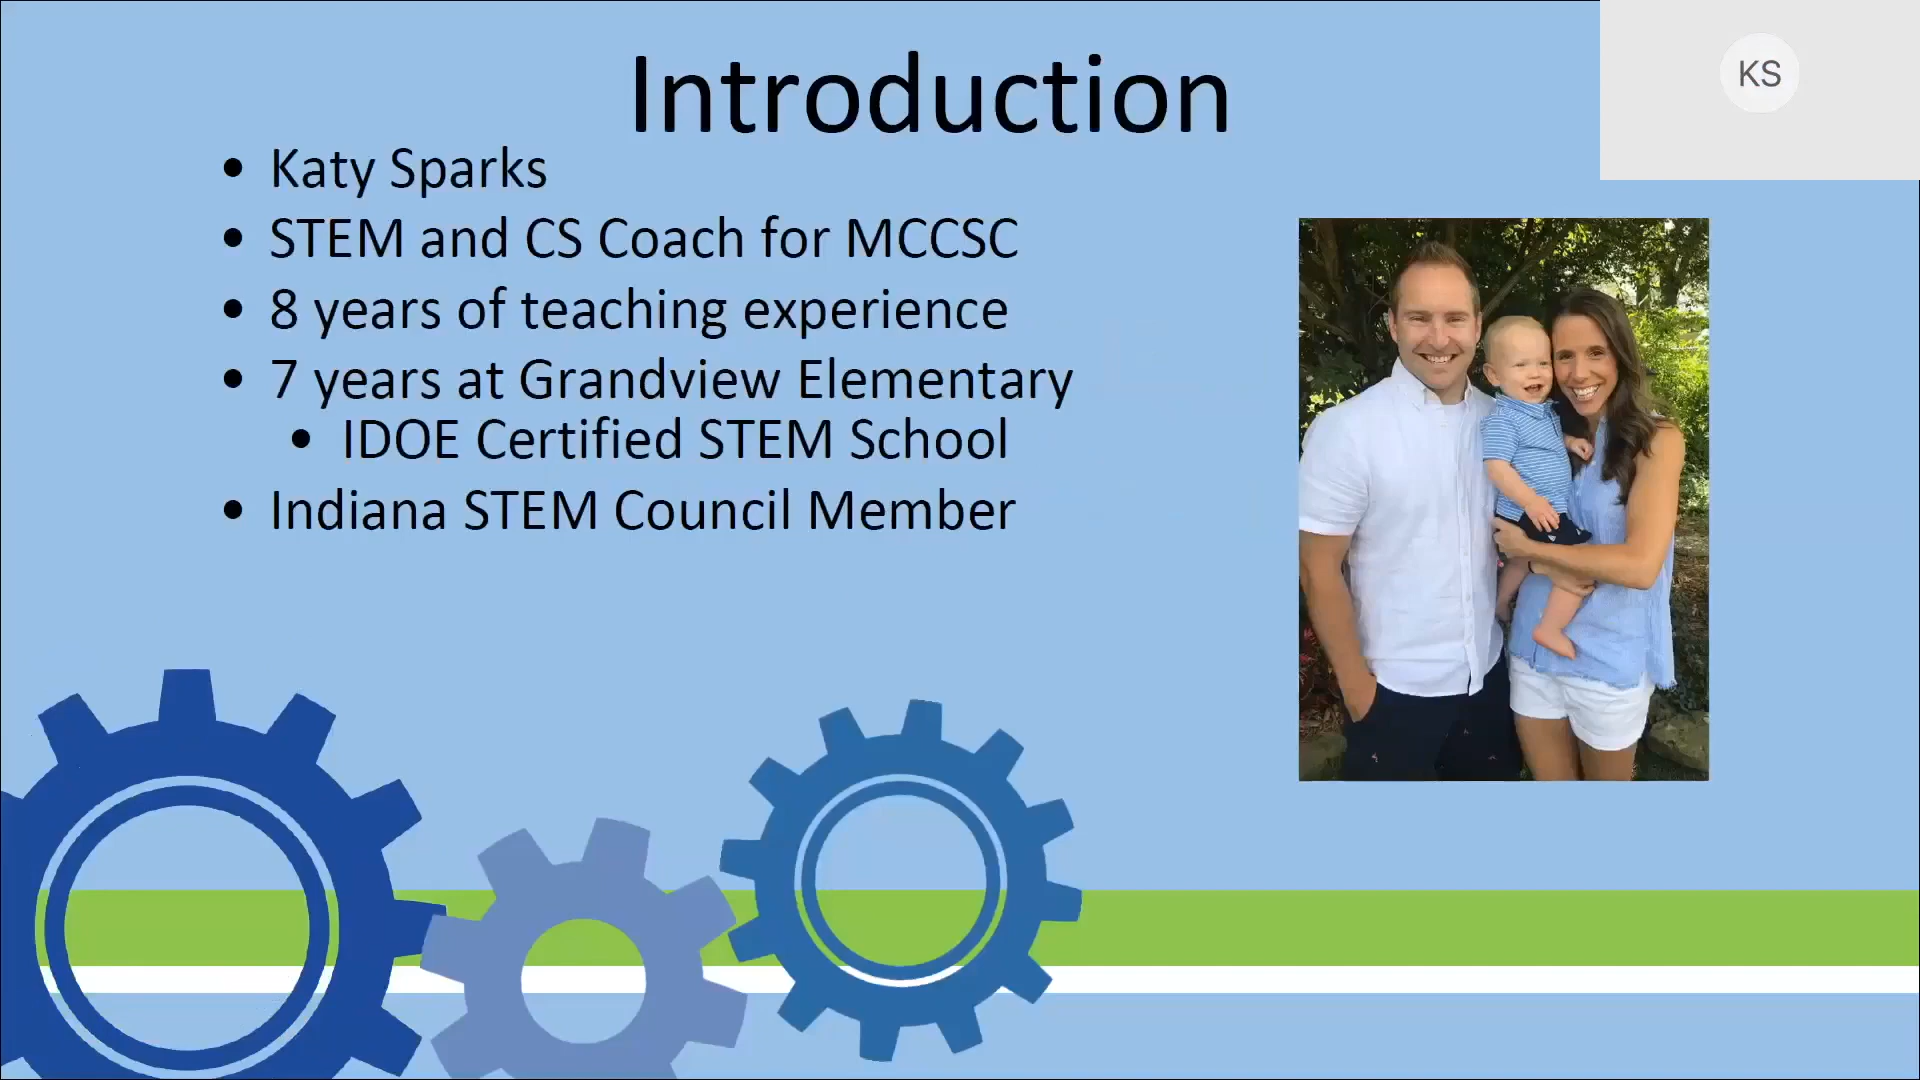 Introduction
KS
• Katy Sparks
• STEM and CS Coach for MCCSC
• 8 years of teaching experience
• 7 years at Grandview Elementary
• IDOE Certified STEM School
• Indiana STEM Council Member